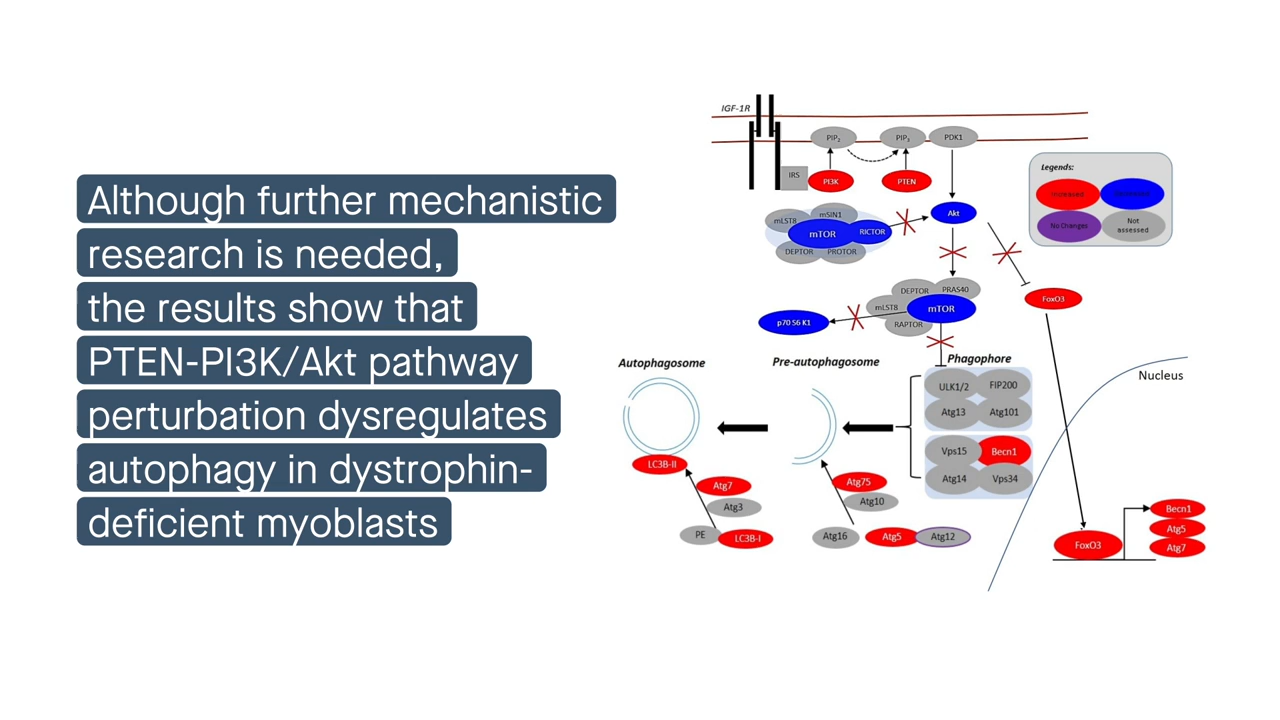 Although further mechanistic
research is needed,
the results show that
PTEN-PI3K/Akt pathway
perturbation dysregulates
autophagy in dystrophin-
deficient myoblasts
IGF-1R
PIP₂
PIP₃
PDK1
IRS
PI3K
PTEN
Legends:
Increased
Decreased
No Changes
Not
assessed
mSIN1
mLST8
mTOR
RICTOR
DEPTOR
PROTOR
Akt
DEPTOR
PRAS40
mLST8
mTOR
RAPTOR
p70 S6 K1
FoxO3
Autophagosome
Pre-autophagosome
Phagophore
Nucleus
ULK1/2
FIP200
Atg13
Atg101
Vps15
Becn1
Atg14
Vps34
LC3B-II
Atg7
Atg3
PE
LC3B-I
Atg75
Atg10
Atg16
Atg5
Atg12
FoxO3
Becn1
Atg5
Atg7